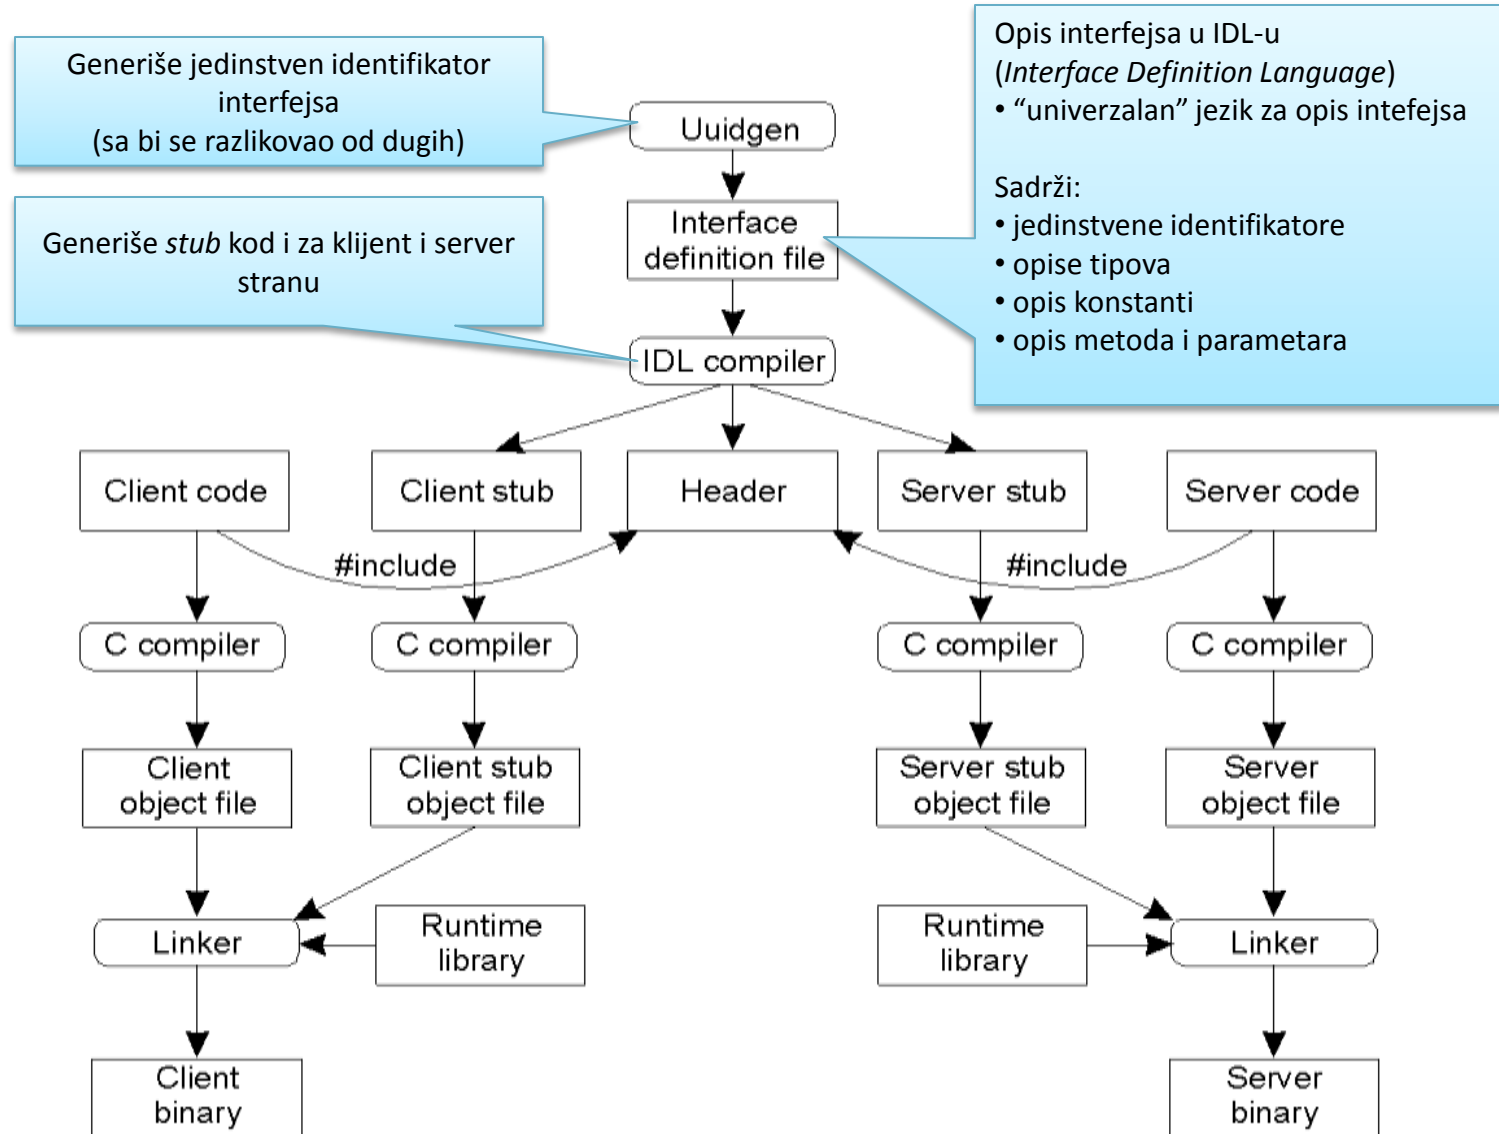 Generiše jedinstven identifikator
interfejsa
(sa bi se razlikovao od dugih)
Opis interfejsa u IDL-u
(Interface Definition Language)
• “univerzalan” jezik za opis intefejsa
Sadrži:
• jedinstvene identifikatore
• opise tipova
• opis konstanti
• opis metoda i parametara
Uuidgen
Generiše stub kod i za klijent i server
stranu
Interface
definition file
IDL compiler
Client code
Client stub
Header
Server stub
Server code
#include
#include
C compiler
C compiler
C compiler
C compiler
Client
object file
Client stub
object file
Server stub
object file
Server
object file
Linker
Runtime
library
Runtime
library
Linker
Client
binary
Server
binary